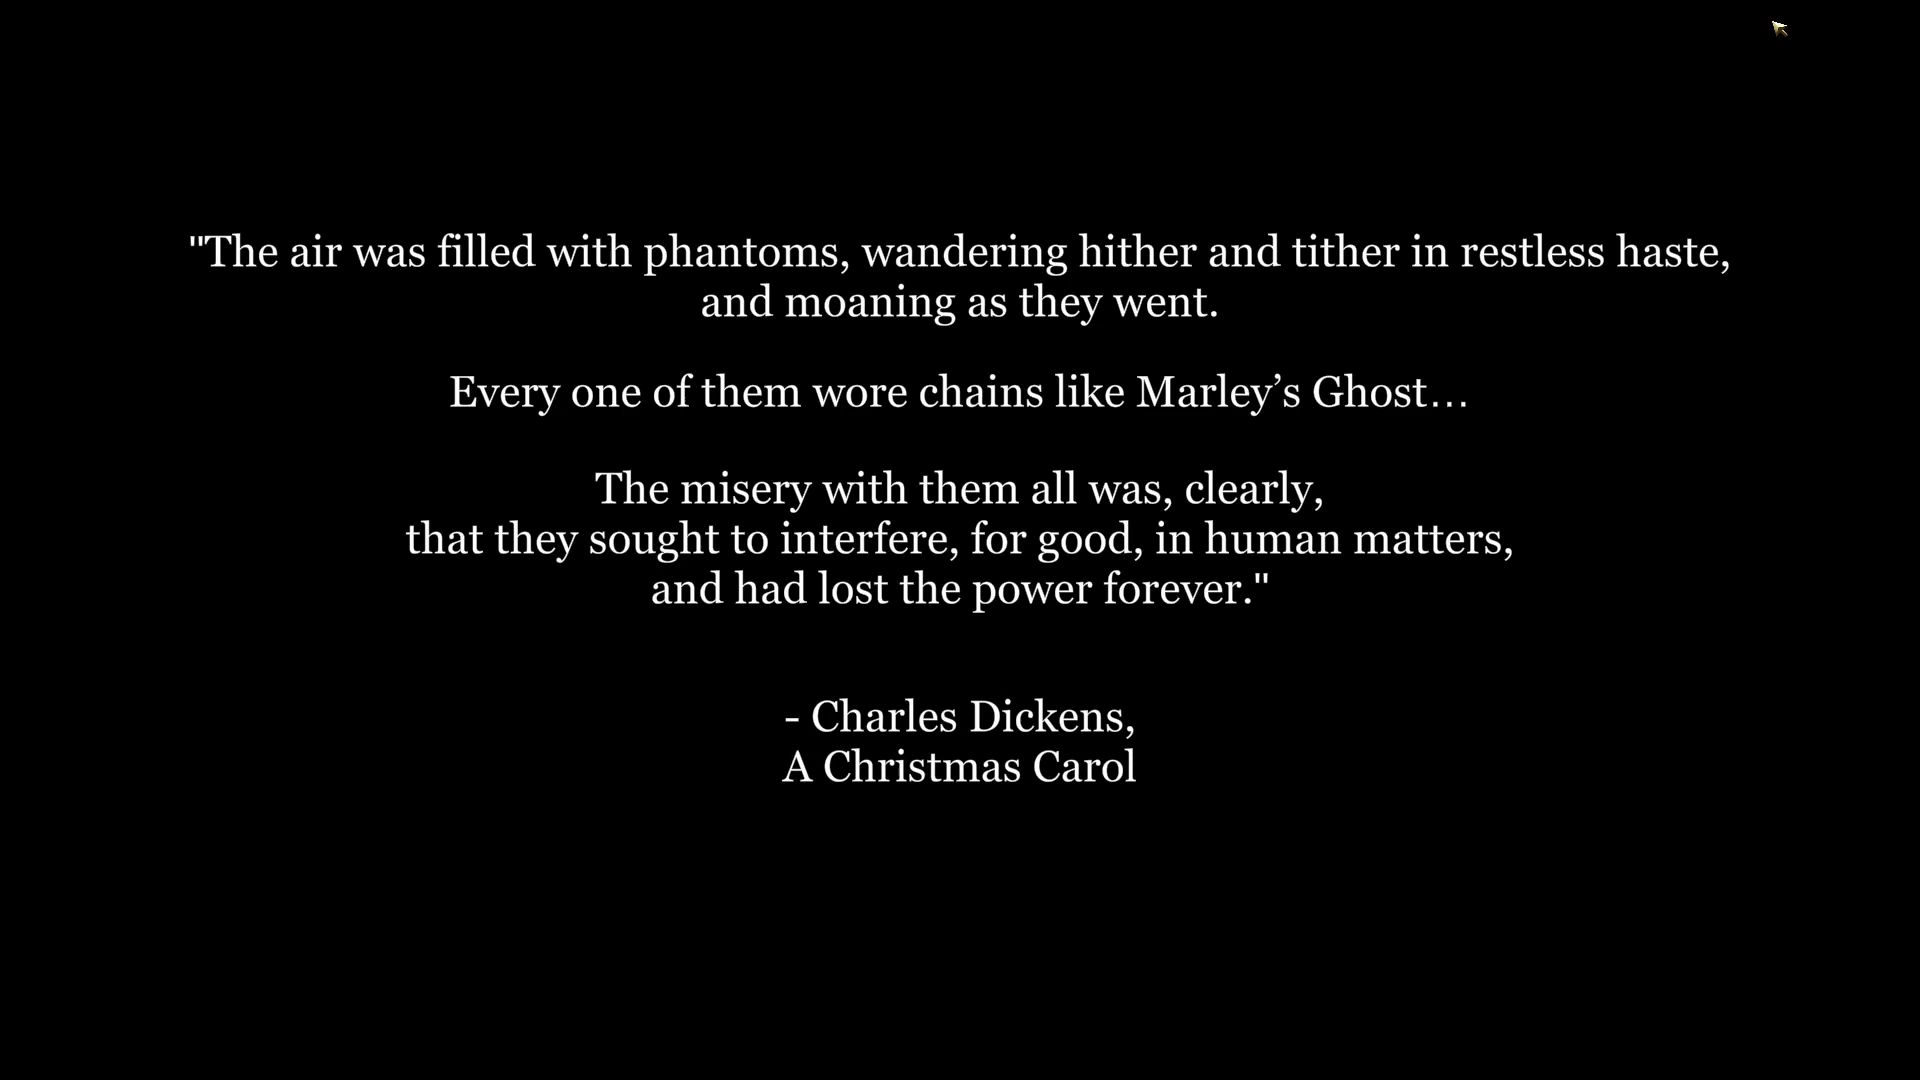 "The air was filled with phantoms, wandering hither and tither in restless haste,
and moaning as they went.
Every one of them wore chains like Marley’s Ghost…
The misery with them all was, clearly,
that they sought to interfere, for good, in human matters,
and had lost the power forever."
- Charles Dickens,
A Christmas Carol